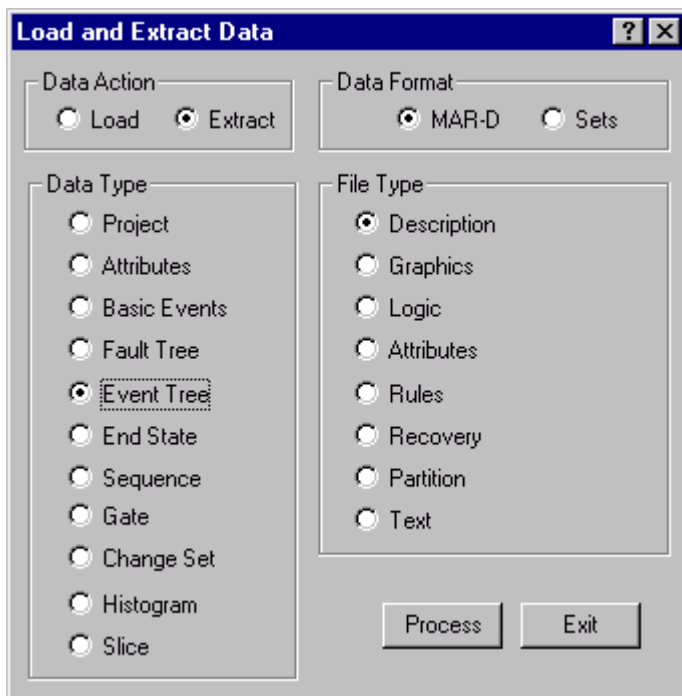 Load and Extract Data
Data Action
Load Extract
Data Format
MAR-D Sets
Data Type
Project
Attributes
Basic Events
Fault Tree
Event Tree
End State
Sequence
Gate
Change Set
Histogram
Slice
File Type
Description
Graphics
Logic
Attributes
Rules
Recovery
Partition
Text
Process Exit